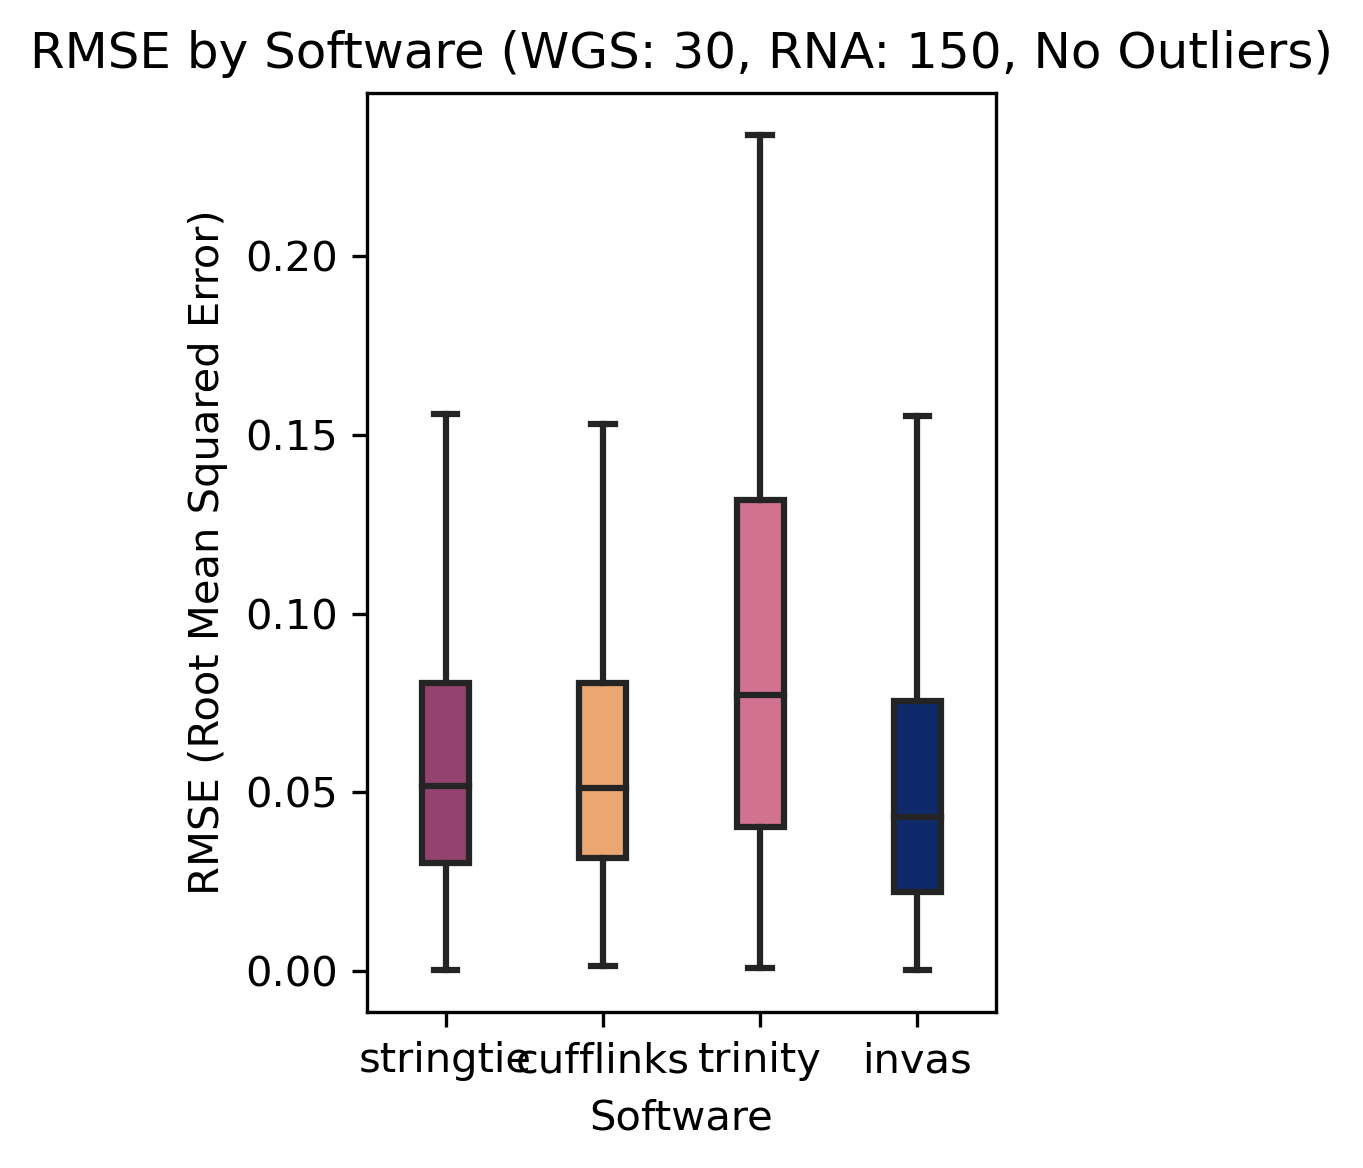 RMSE by Software (WGS: 30, RNA: 150, No Outliers)
RMSE (Root Mean Squared Error)
0.20
0.15
0.10
0.05
0.00
stringtie cufflinks trinity invas
Software